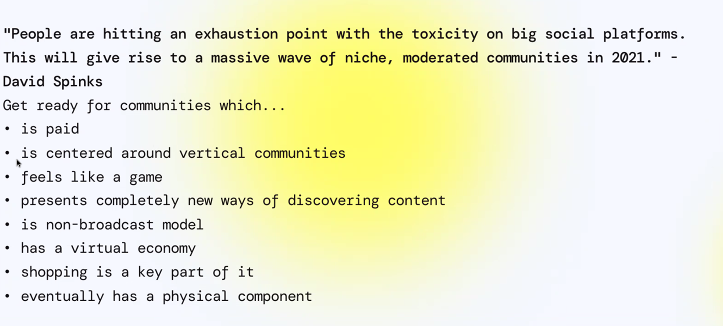 "People are hitting an exhaustion point with the toxicity on big social platforms.
This will give rise to a massive wave of niche, moderated communities in 2021." -
David Spinks
Get ready for communities which...
• is paid
• is centered around vertical communities
• feels like a game
• presents completely new ways of discovering content
• is non-broadcast model
• has a virtual economy
• shopping is a key part of it
• eventually has a physical component